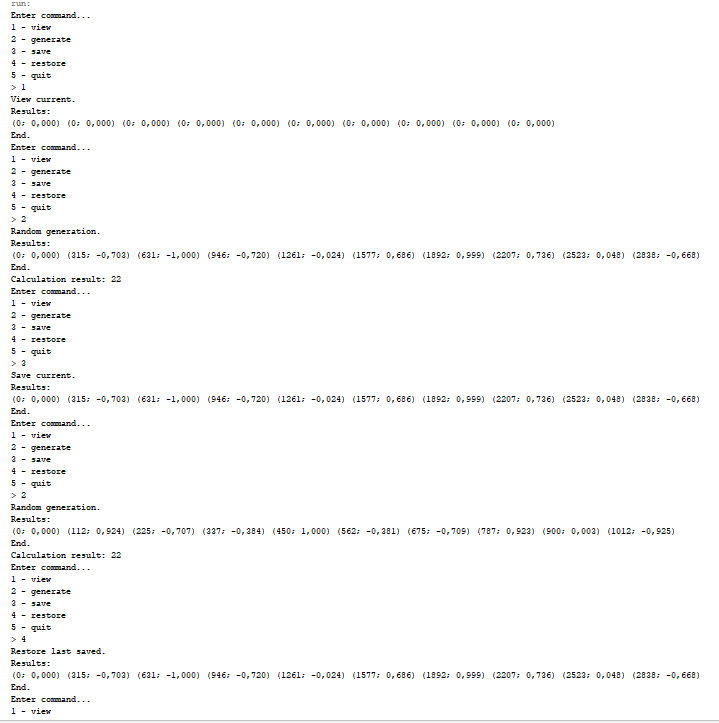 run:
Enter command...
1 - view
2 - generate
3 - save
4 - restore
5 - quit
> 1
View current.
Results:
(0; 0,000) (0; 0,000) (0; 0,000) (0; 0,000) (0; 0,000) (0; 0,000) (0; 0,000) (0; 0,000) (0; 0,000) (0; 0,000)
End.
Enter command...
1 - view
2 - generate
3 - save
4 - restore
5 - quit
> 2
Random generation.
Results:
(0; 0,000) (315; -0,703) (631; -1,000) (946; -0,720) (1261; -0,024) (1577; 0,686) (1892; 0,999) (2207; 0,736) (2523; 0,048) (2838; -0,668)
End.
Calculation result: 22
Enter command...
1 - view
2 - generate
3 - save
4 - restore
5 - quit
> 3
Save current.
Results:
(0; 0,000) (315; -0,703) (631; -1,000) (946; -0,720) (1261; -0,024) (1577; 0,686) (1892; 0,999) (2207; 0,736) (2523; 0,048) (2838; -0,668)
End.
Enter command...
1 - view
2 - generate
3 - save
4 - restore
5 - quit
> 2
Random generation.
Results:
(0; 0,000) (112; 0,924) (225; -0,707) (337; -0,384) (450; 1,000) (562; -0,381) (675; -0,709) (787; 0,923) (900; 0,003) (1012; -0,925)
End.
Calculation result: 22
Enter command...
1 - view
2 - generate
3 - save
4 - restore
5 - quit
> 4
Restore last saved.
Results:
(0; 0,000) (315; -0,703) (631; -1,000) (946; -0,720) (1261; -0,024) (1577; 0,686) (1892; 0,999) (2207; 0,736) (2523; 0,048) (2838; -0,668)
End.
Enter command...
1 - view